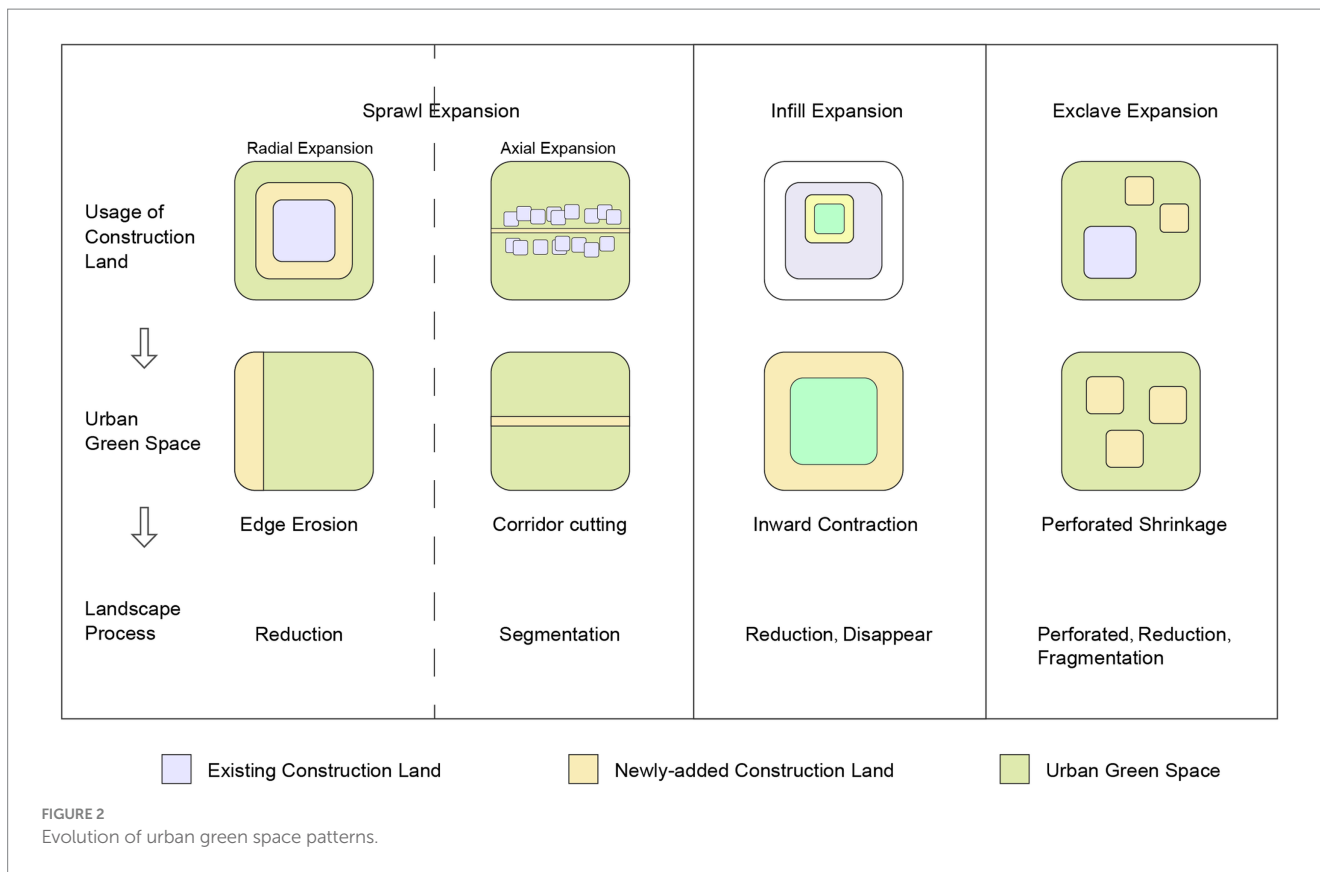 Sprawl Expansion
Infill Expansion
Exclave Expansion
Radial Expansion
Axial Expansion
Usage of
Construction
Land
Urban
Green Space
Edge Erosion
Corridor cutting
Inward Contraction
Perforated Shrinkage
Landscape
Process
Reduction
Segmentation
Reduction, Disappear
Perforated, Reduction,
Fragmentation
Existing Construction Land
Newly-added Construction Land
Urban Green Space
FIGURE 2
Evolution of urban green space patterns.